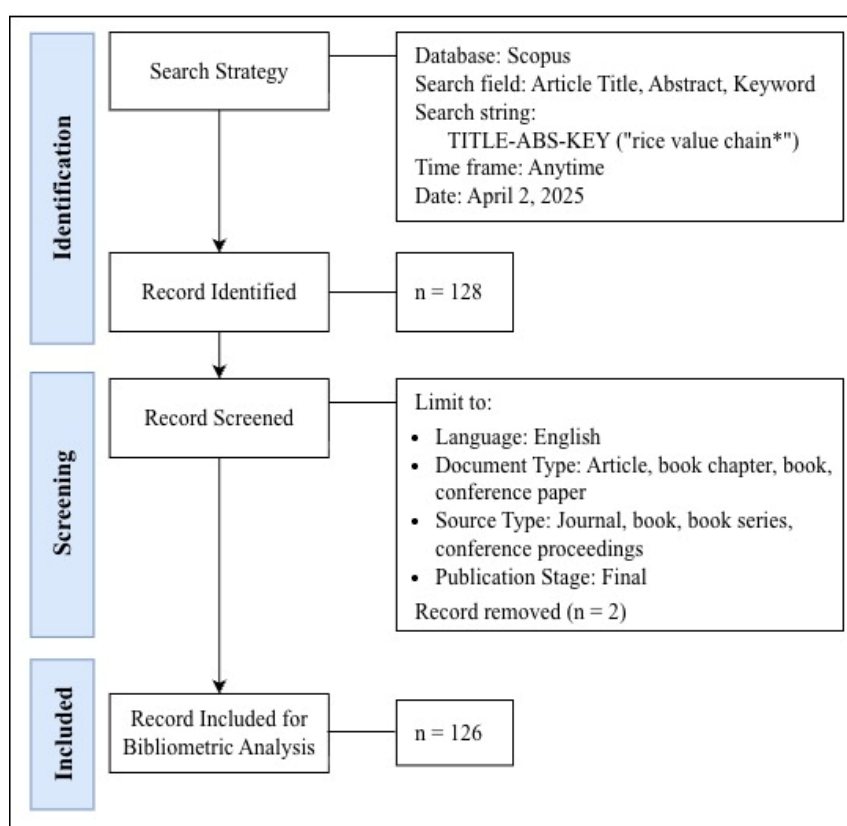 Identification
Search Strategy
Database: Scopus
Search field: Article Title, Abstract, Keyword
Search string:
TITLE-ABS-KEY ("rice value chain*")
Time frame: Anytime
Date: April 2, 2025
Record Identified
n = 128
Screening
Record Screened
Limit to:
• Language: English
• Document Type: Article, book chapter, book,
conference paper
• Source Type: Journal, book, book series,
conference proceedings
• Publication Stage: Final
Record removed (n = 2)
Included
Record Included for
Bibliometric Analysis
n = 126